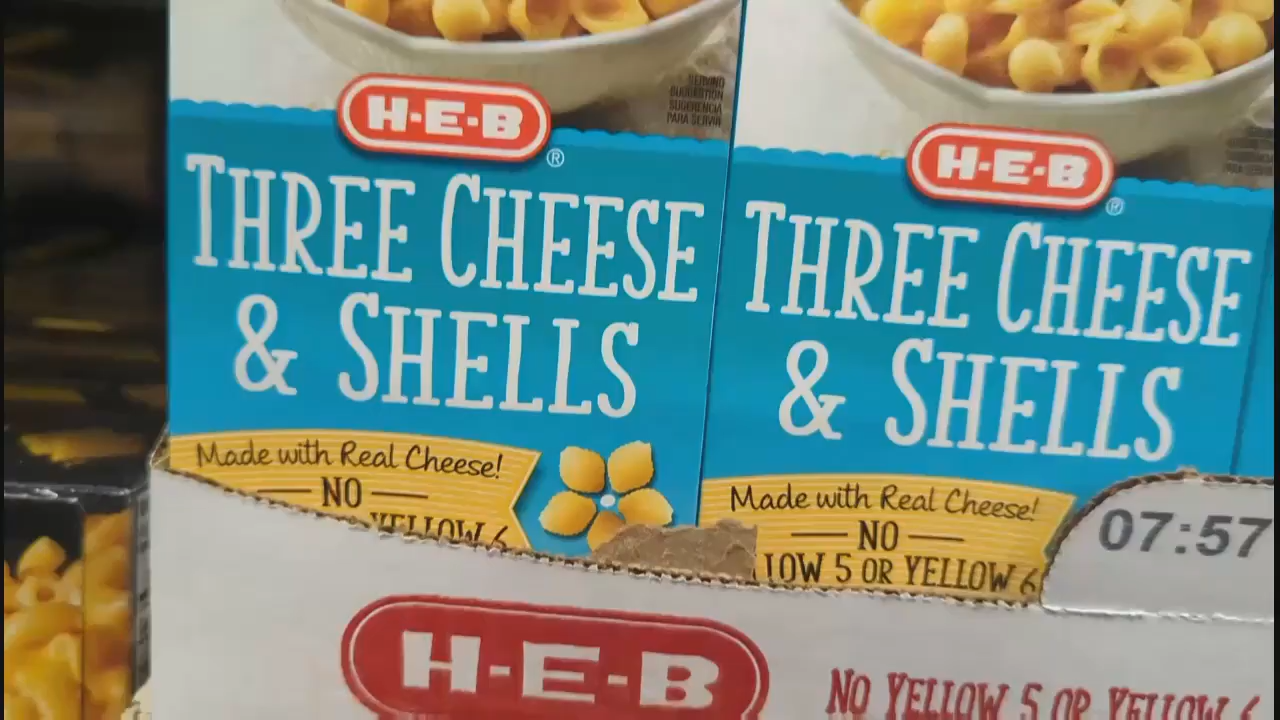 SERVING
SUGGESTION
SUGERENCIA
PARA SERVIR
H-E-B
®
THREE CHEESE
& SHELLS
Made with Real Cheese!
NO
YELLOW 6
H-E-B
®
THREE CHEESE
& SHELLS
Made with Real Cheese!
NO
LOW 5 OR YELLOW 6
07:57
H-E-B
NO YELLOW 5 OR YELLOW 6